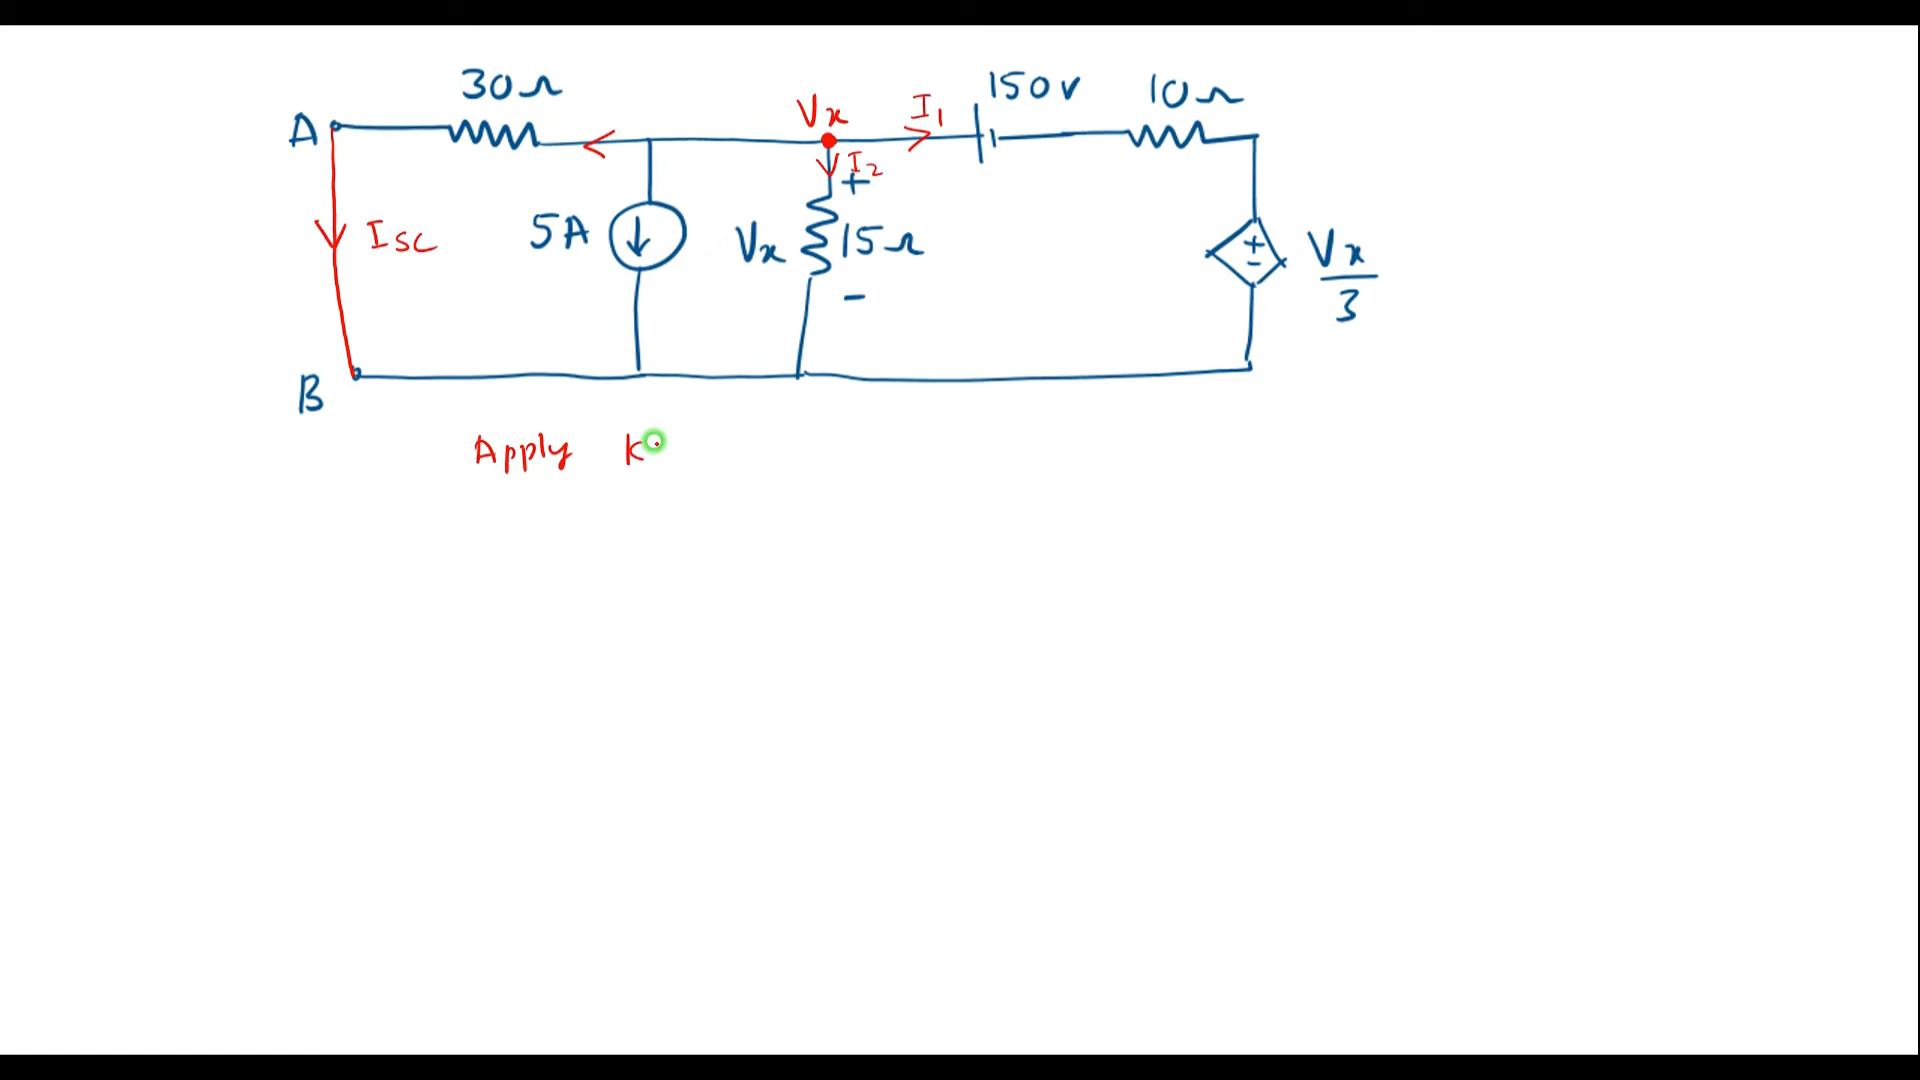 30Ω
150V
10Ω
A
Vx
I1
I2
+
ISC
5A
Vx
15Ω
+
-
Vx
3
-
B
Apply K